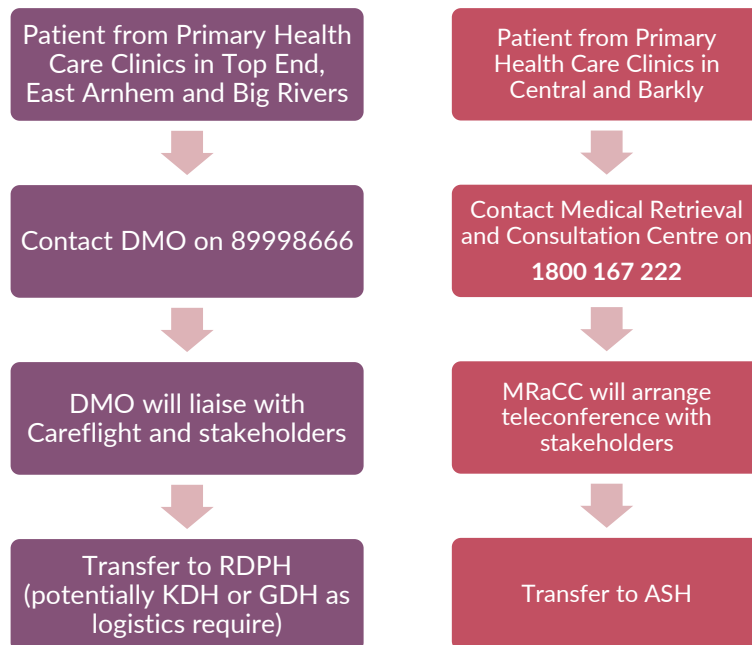 Patient from Primary Health
Care Clinics in Top End,
East Arnhem and Big Rivers
Contact DMO on 89998666
DMO will liaise with
Careflight and stakeholders
Transfer to RDPH
(potentially KDH or GDH as
logistics require)
Patient from Primary
Health Care Clinics in
Central and Barkly
Contact Medical Retrieval
and Consultation Centre on
1800 167 222
MRaCC will arrange
teleconference with
stakeholders
Transfer to ASH